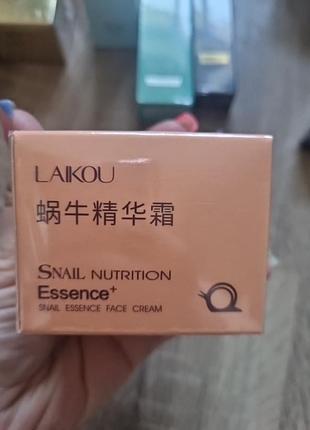 LAIKOU
蜗牛精华霜
SNAIL NUTRITION
Essence+
SNAIL ESSENCE FACE CREAM